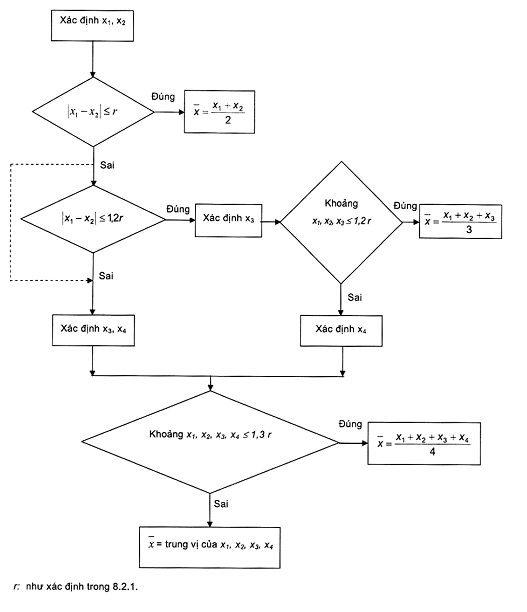 Xác định x₁, x₂
|x₁ – x₂| ≤ r
Đúng
x̅ = (x₁ + x₂)/2
Sai
|x₁ – x₂| ≤ 1,2r
Đúng
Xác định x₃
Khoảng
x₁, x₂, x₃ ≤ 1,2 r
Đúng
x̅ = (x₁ + x₂ + x₃)/3
Sai
Sai
Xác định x₃, x₄
Xác định x₄
Khoảng x₁, x₂, x₃, x₄ ≤ 1,3 r
Đúng
x̅ = (x₁ + x₂ + x₃ + x₄)/4
Sai
x̅ = trung vị của x₁, x₂, x₃, x₄
r: như xác định trong 8.2.1.